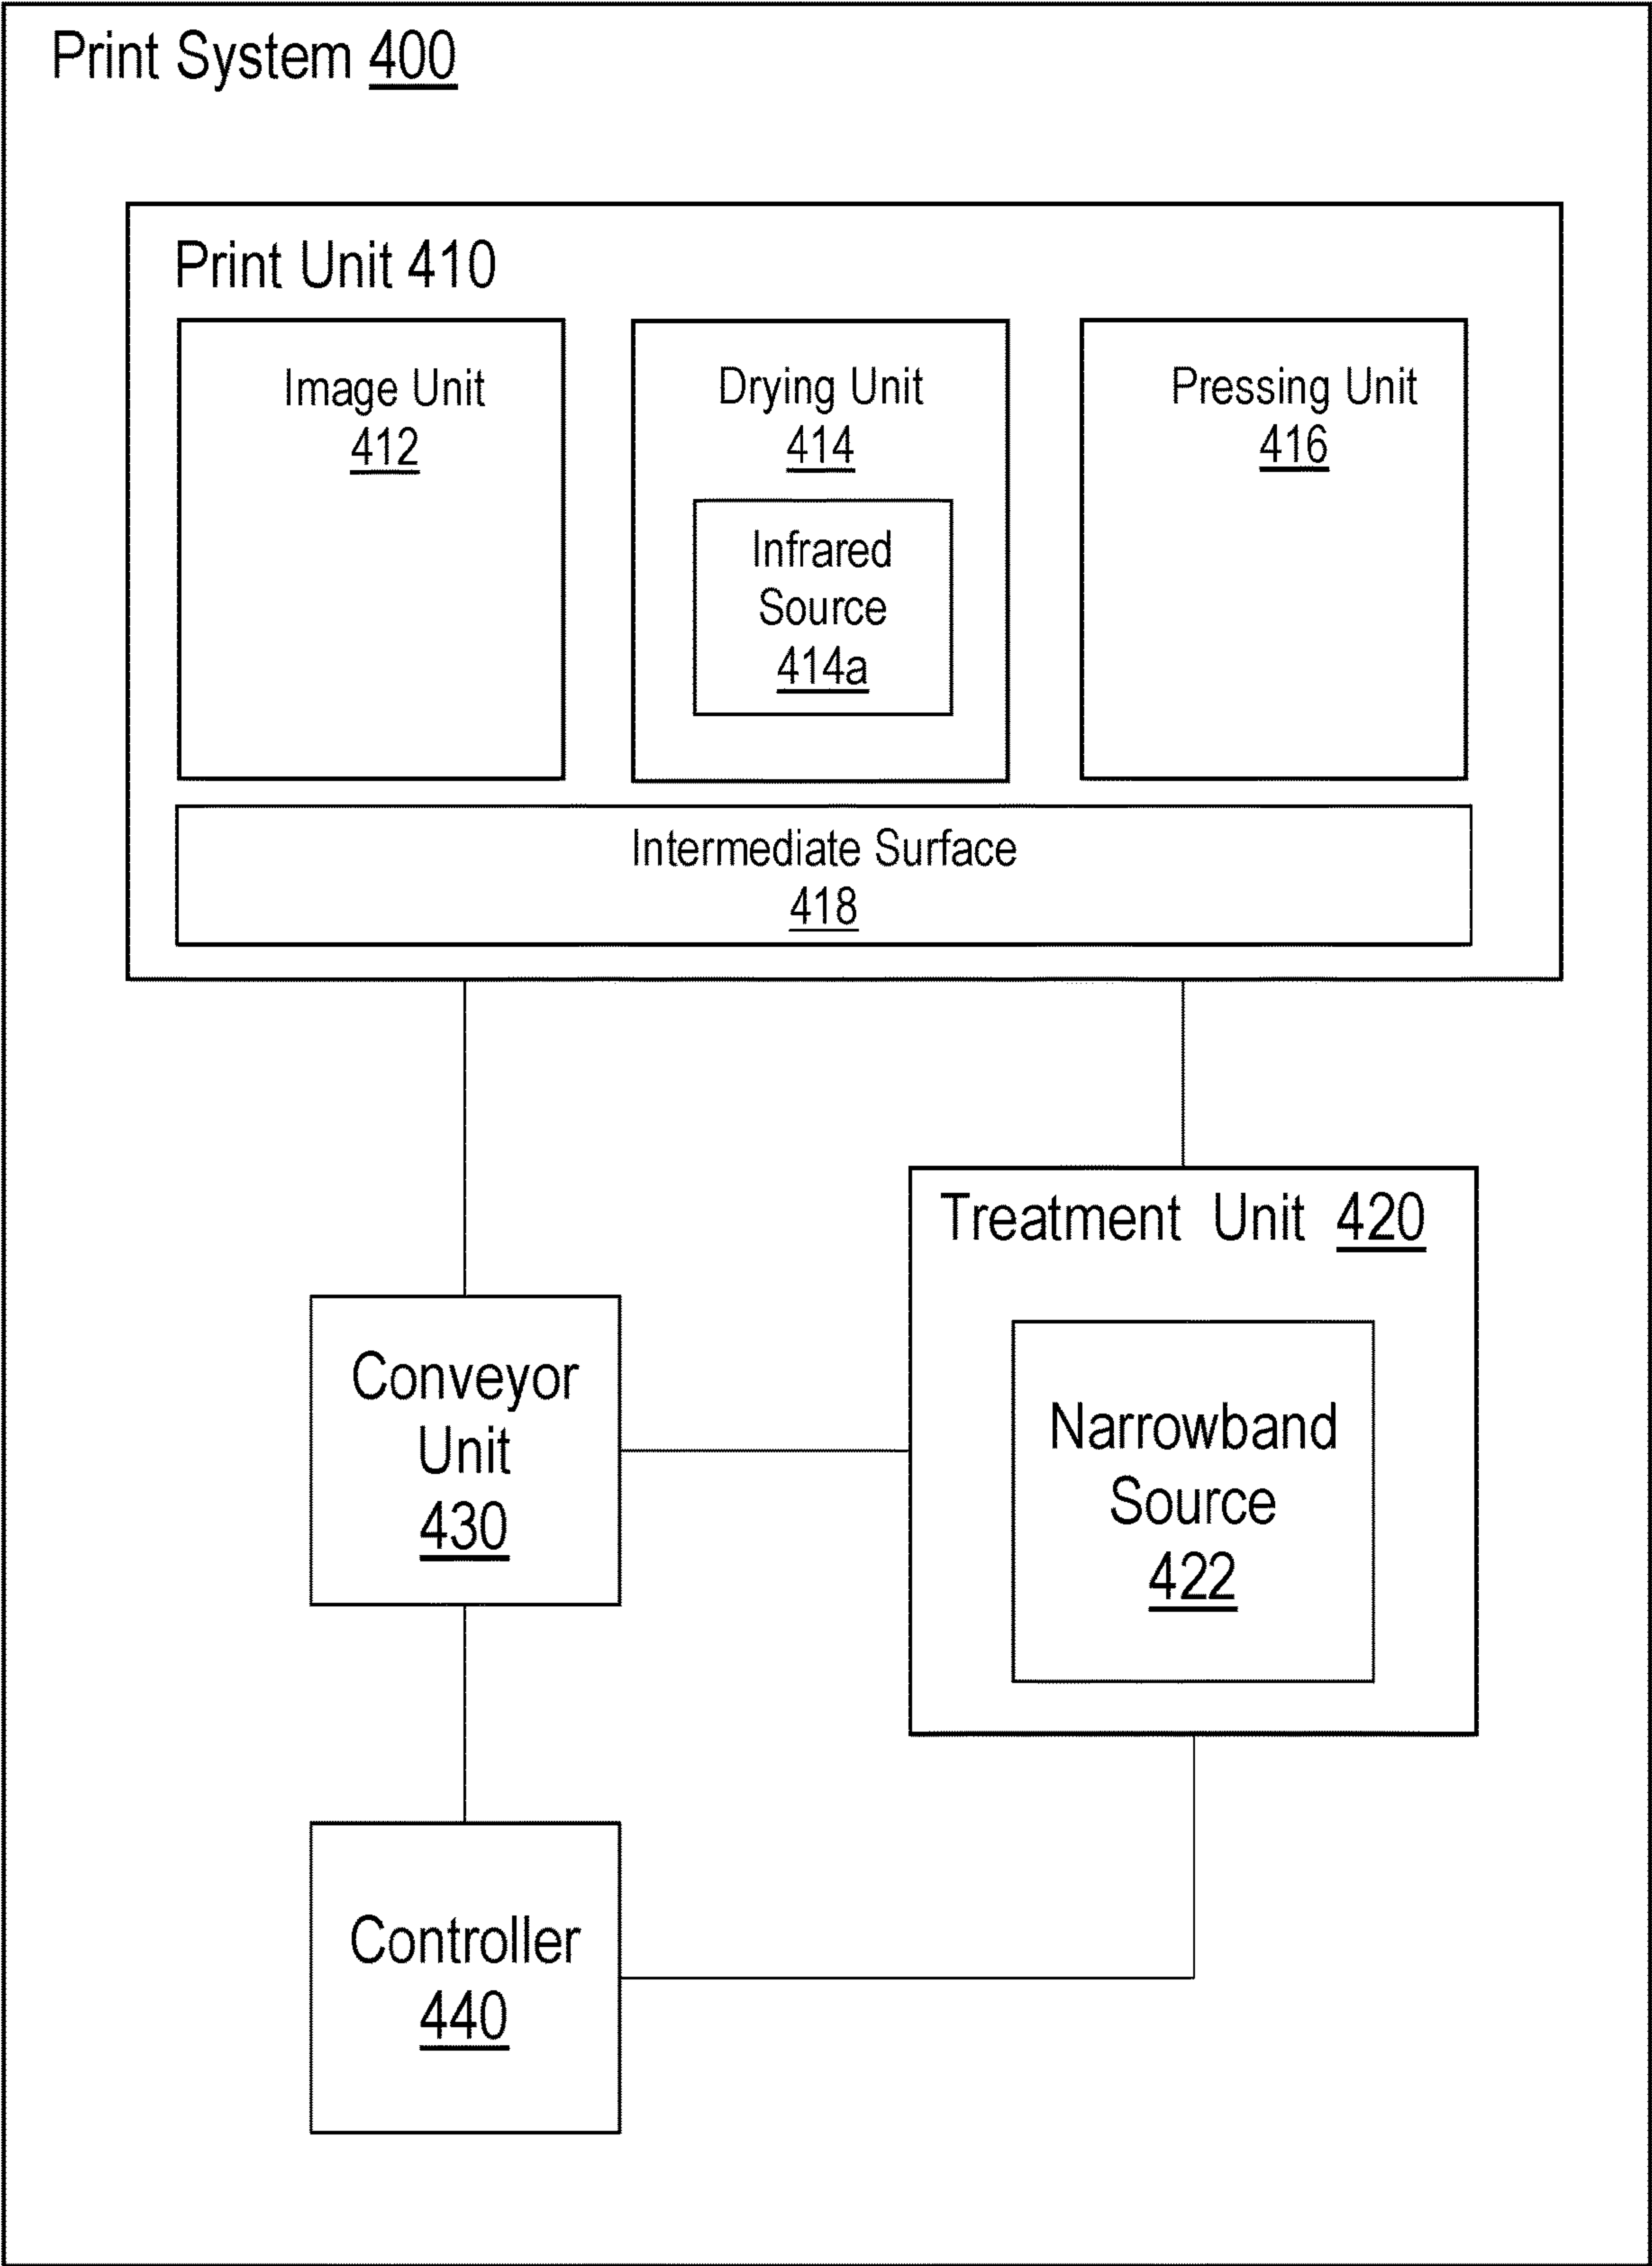 Print System 400
Print Unit 410
Image Unit
412
Drying Unit
414
Infrared
Source
414a
Pressing Unit
416
Intermediate Surface
418
Treatment Unit 420
Narrowband
Source
422
Conveyor
Unit
430
Controller
440